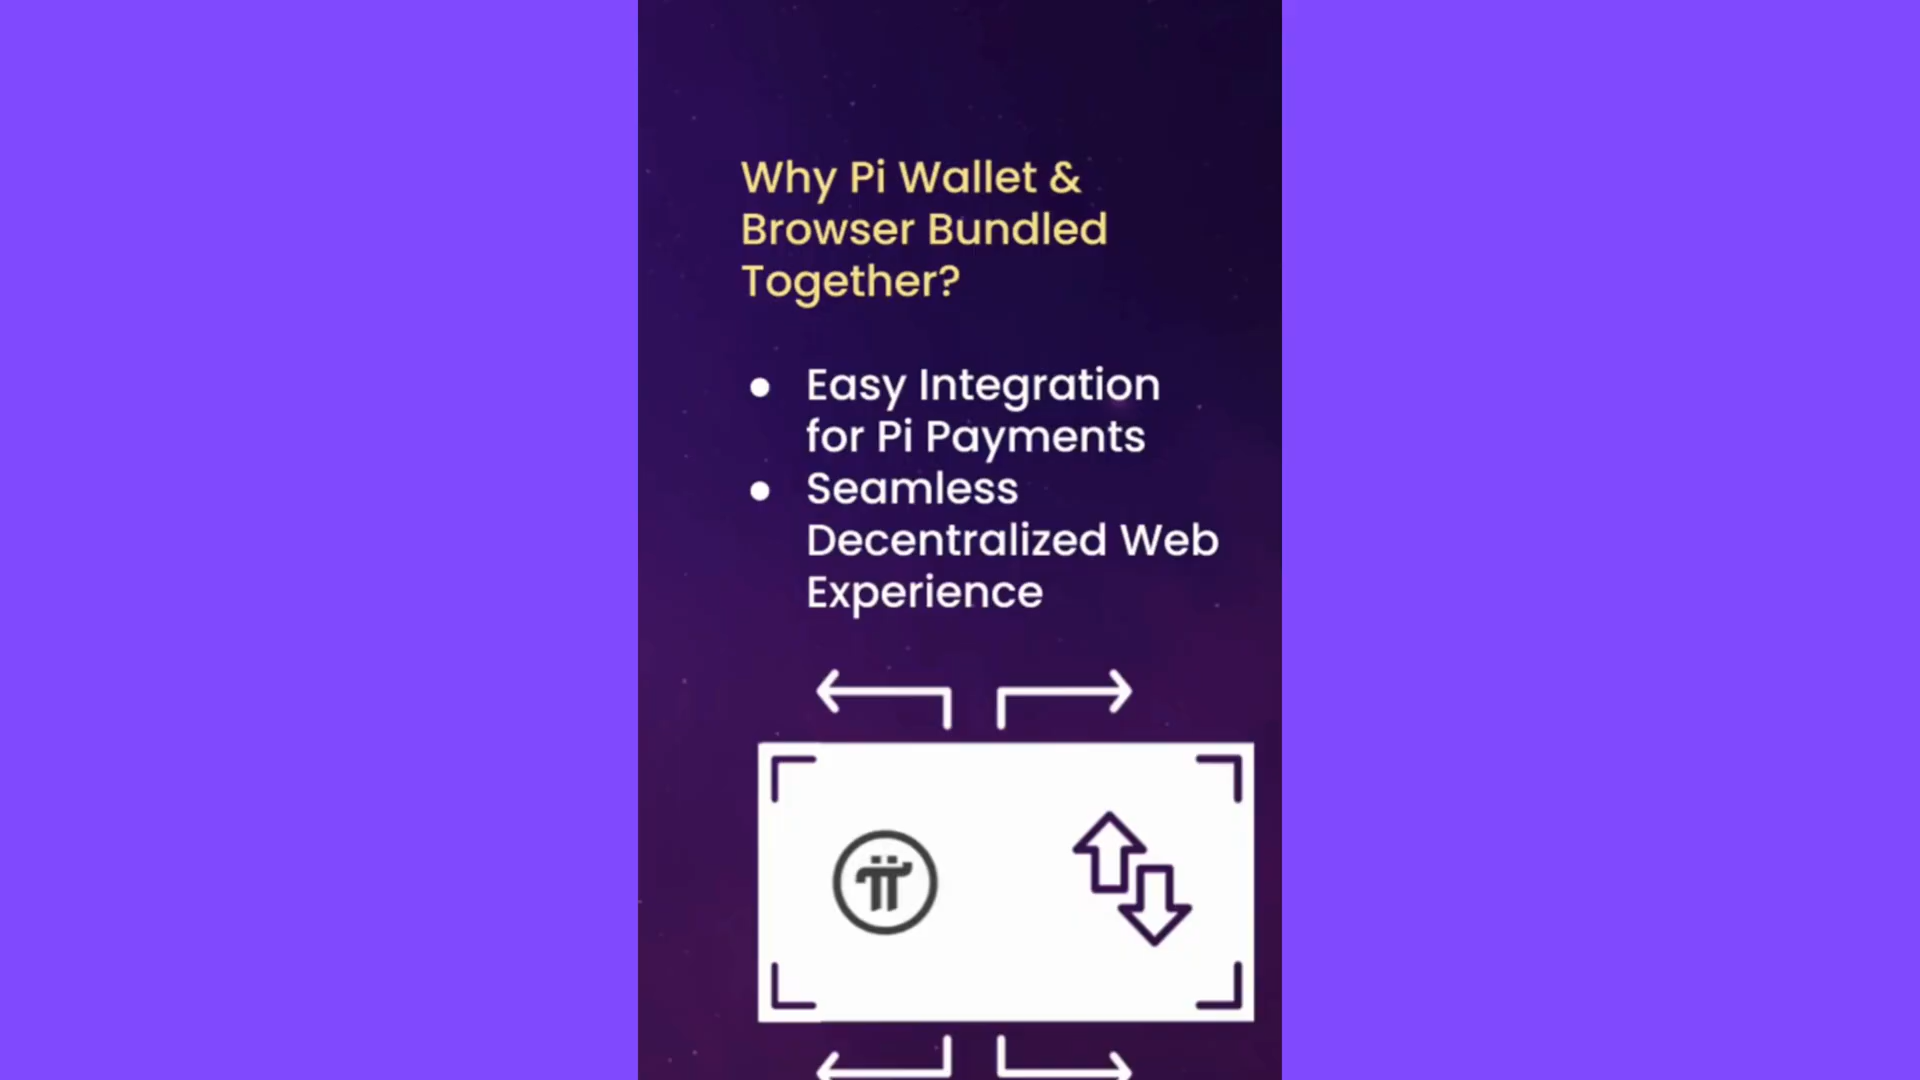 Why Pi Wallet &
Browser Bundled
Together?
● Easy Integration
for Pi Payments
● Seamless
Decentralized Web
Experience